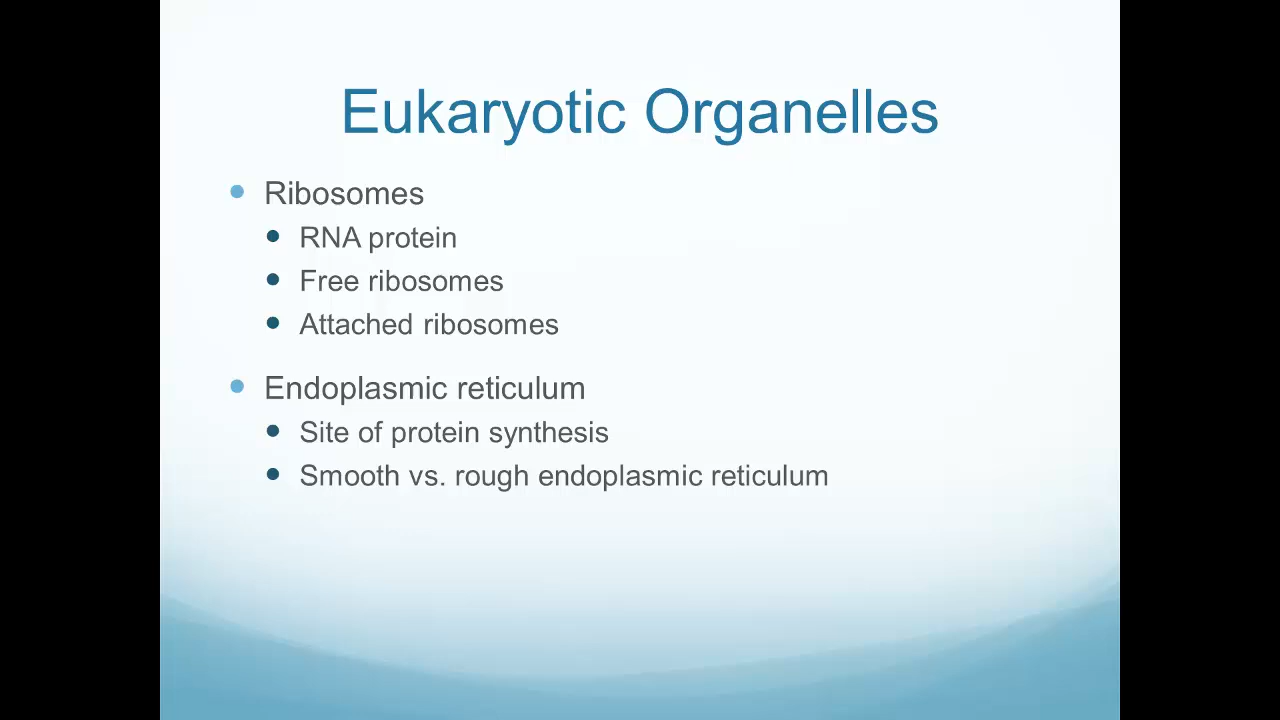 Eukaryotic Organelles
Ribosomes
RNA protein
Free ribosomes
Attached ribosomes
Endoplasmic reticulum
Site of protein synthesis
Smooth vs. rough endoplasmic reticulum